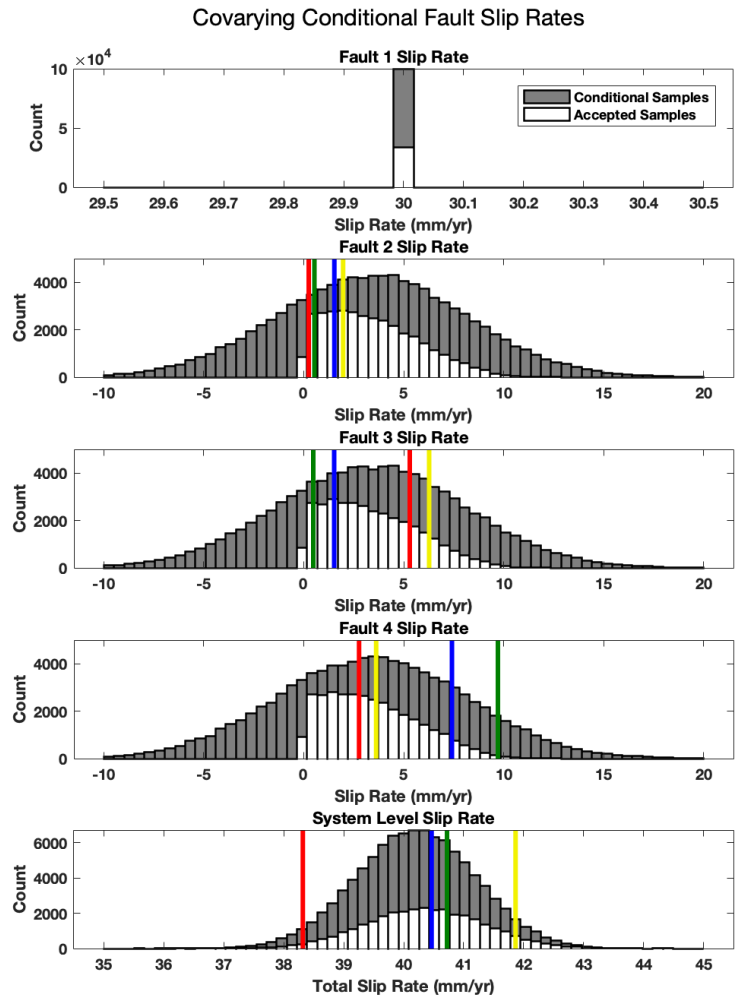 Covarying Conditional Fault Slip Rates
Fault 1 Slip Rate
×10⁴
10
5
0
Count
Conditional Samples
Accepted Samples
29.5 29.6 29.7 29.8 29.9 30 30.1 30.2 30.3 30.4 30.5
Slip Rate (mm/yr)
Fault 2 Slip Rate
4000
2000
0
Count
-10 -5 0 5 10 15 20
Slip Rate (mm/yr)
Fault 3 Slip Rate
4000
2000
0
Count
-10 -5 0 5 10 15 20
Slip Rate (mm/yr)
Fault 4 Slip Rate
4000
2000
0
Count
-10 -5 0 5 10 15 20
Slip Rate (mm/yr)
System Level Slip Rate
6000
4000
2000
0
Count
35 36 37 38 39 40 41 42 43 44 45
Total Slip Rate (mm/yr)